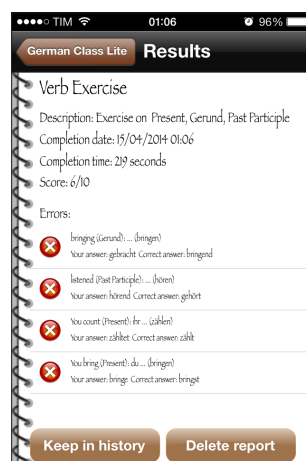 TIM 01:06 96%
German Class Lite Results
Verb Exercise
Description: Exercise on Present, Gerund, Past Participle
Completion date: 15/04/2014 01:06
Completion time: 219 seconds
Score: 6/10
Errors:
bringing (Gerund): ... (bringen)
Your answer: gebracht Correct answer: bringend
listened (Past Participle): ... (hören)
Your answer: hörend Correct answer: gehört
You count (Present): ihr ... (zählen)
Your answer: zähltet Correct answer: zählt
You bring (Present): du ... (bringen)
Your answer: bringe Correct answer: bringst
Keep in history Delete report